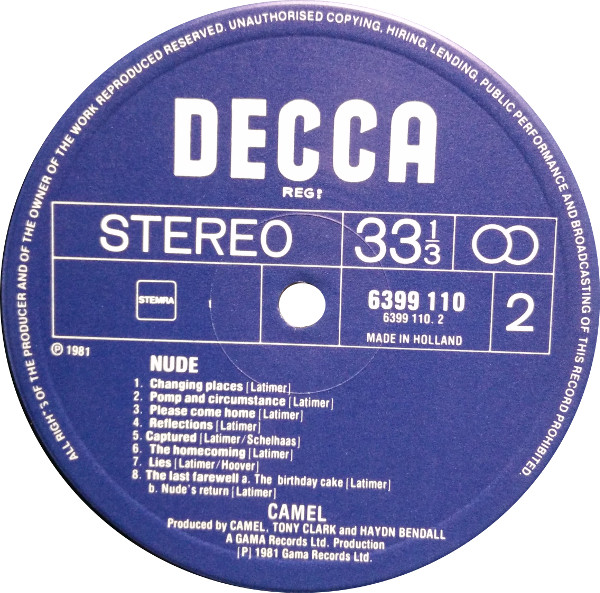 ALL RIGHTS OF THE PRODUCER AND OF THE OWNER OF THE WORK REPRODUCED RESERVED. UNAUTHORISED COPYING, HIRING, LENDING, PUBLIC PERFORMANCE AND BROADCASTING OF THIS RECORD PROHIBITED.
DECCA
REGD
STEREO
33 1/3
STEMRA
6399 110
6399 110. 2
MADE IN HOLLAND
2
Ⓟ 1981
NUDE
1. Changing places [Latimer]
2. Pomp and circumstance [Latimer]
3. Please come home [Latimer]
4. Reflections [Latimer]
5. Captured [Latimer/Schelhaas]
6. The homecoming [Latimer]
7. Lies [Latimer/Hoover]
8. The last farewell a. The birthday cake [Latimer]
b. Nude's return [Latimer]
CAMEL
Produced by CAMEL, TONY CLARK and HAYDN BENDALL
A GAMA Records Ltd. Production
[P] 1981 Gama Records Ltd.